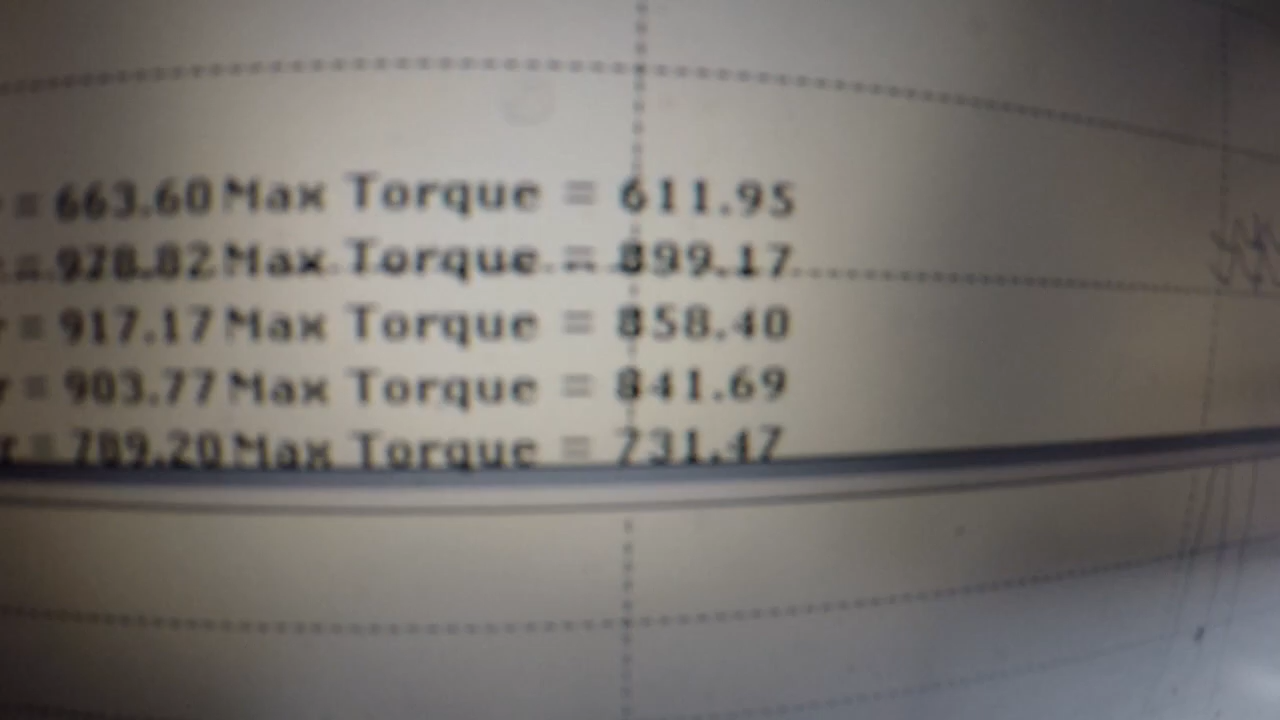 = 663.60 Max Torque = 611.95
= 928.82 Max Torque = 899.17
r = 917.17 Max Torque = 858.40
r = 903.77 Max Torque = 841.69
r = 789.20 Max Torque = 731.47